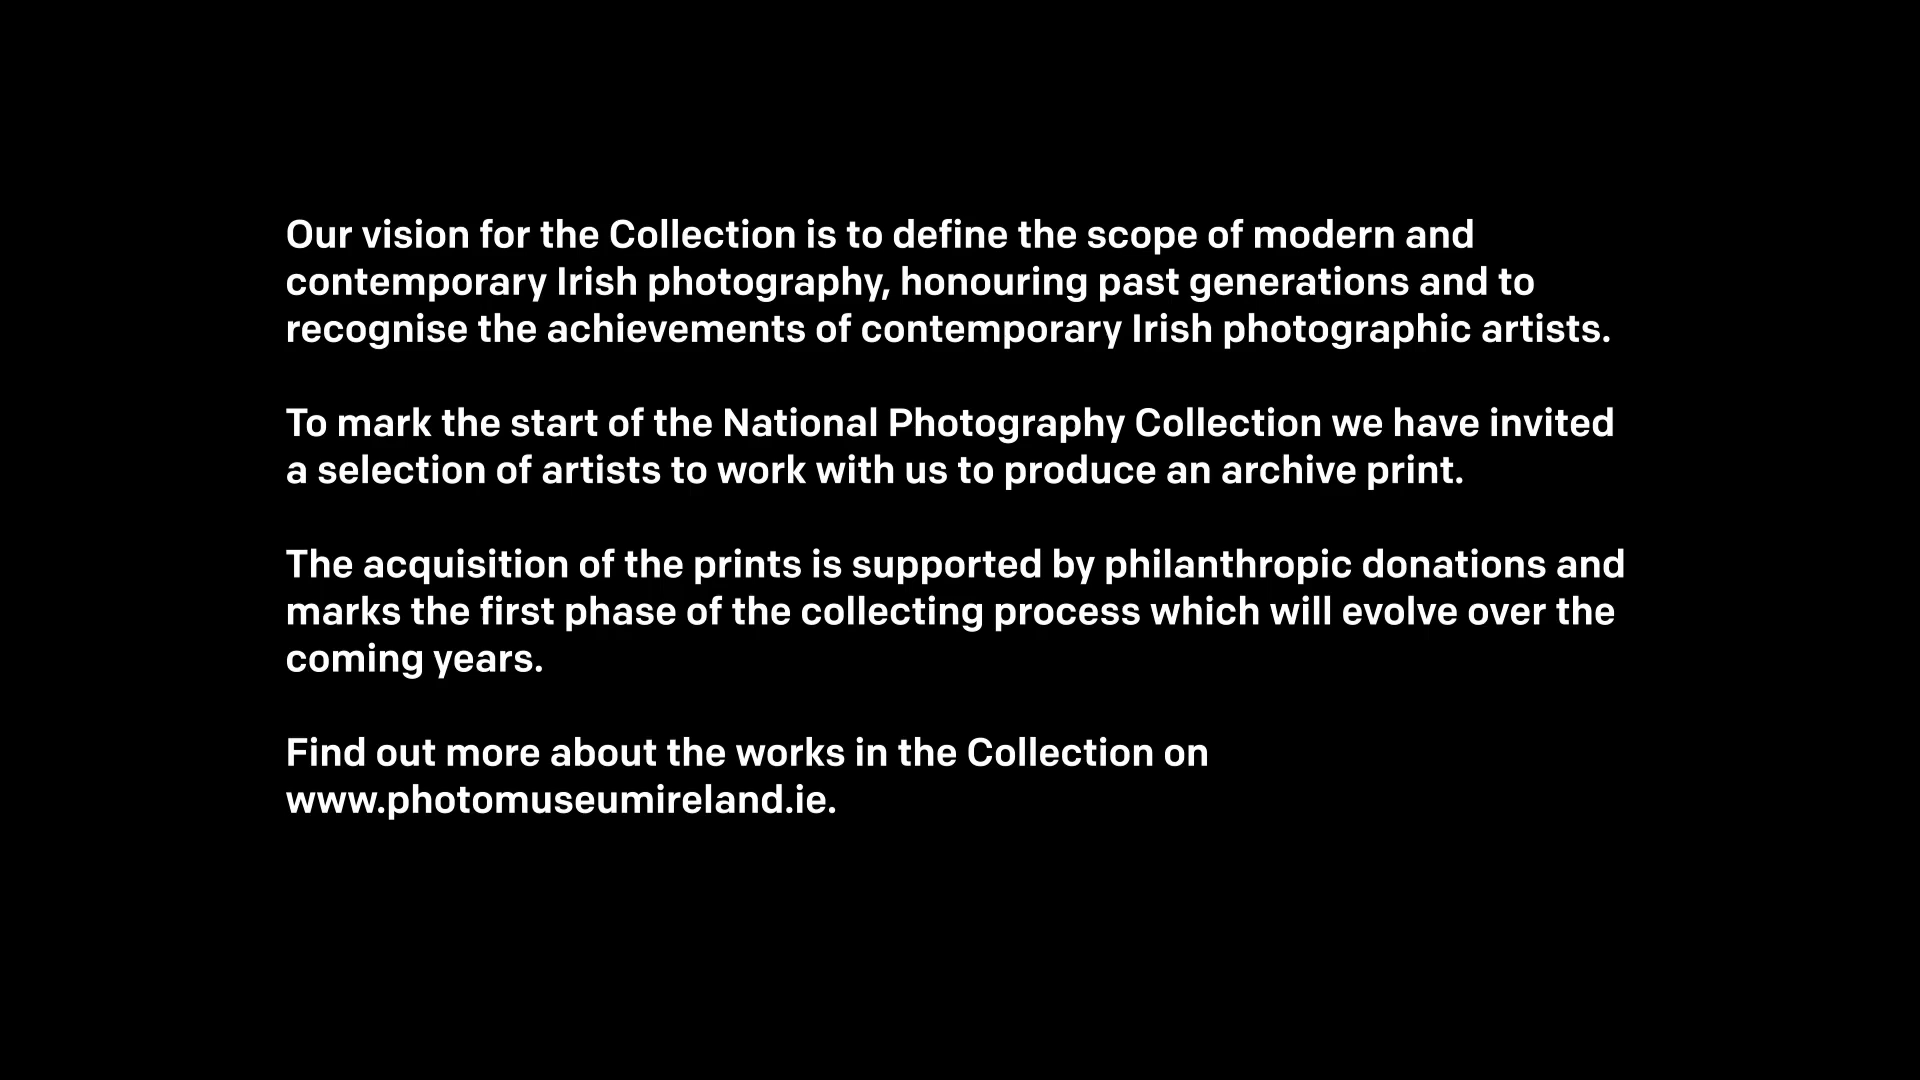 Our vision for the Collection is to define the scope of modern and
contemporary Irish photography, honouring past generations and to
recognise the achievements of contemporary Irish photographic artists.
To mark the start of the National Photography Collection we have invited
a selection of artists to work with us to produce an archive print.
The acquisition of the prints is supported by philanthropic donations and
marks the first phase of the collecting process which will evolve over the
coming years.
Find out more about the works in the Collection on
www.photomuseumireland.ie.